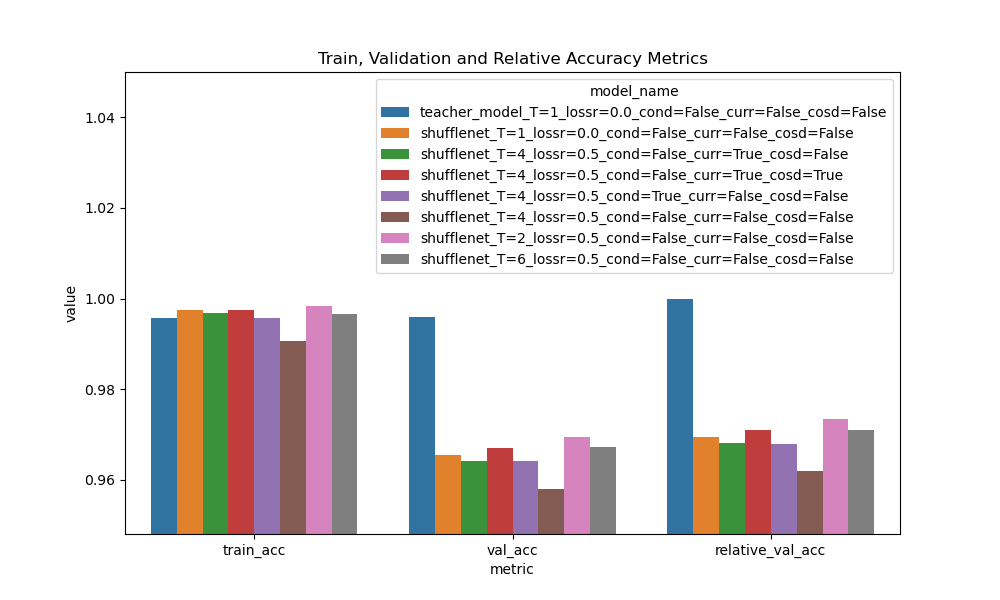 Train, Validation and Relative Accuracy Metrics
model_name
teacher_model_T=1_lossr=0.0_cond=False_curr=False_cosd=False
shufflenet_T=1_lossr=0.0_cond=False_curr=False_cosd=False
shufflenet_T=4_lossr=0.5_cond=False_curr=True_cosd=False
shufflenet_T=4_lossr=0.5_cond=False_curr=True_cosd=True
shufflenet_T=4_lossr=0.5_cond=True_curr=False_cosd=False
shufflenet_T=4_lossr=0.5_cond=False_curr=False_cosd=False
shufflenet_T=2_lossr=0.5_cond=False_curr=False_cosd=False
shufflenet_T=6_lossr=0.5_cond=False_curr=False_cosd=False
1.04
1.02
1.00
0.98
0.96
value
train_acc
val_acc
relative_val_acc
metric